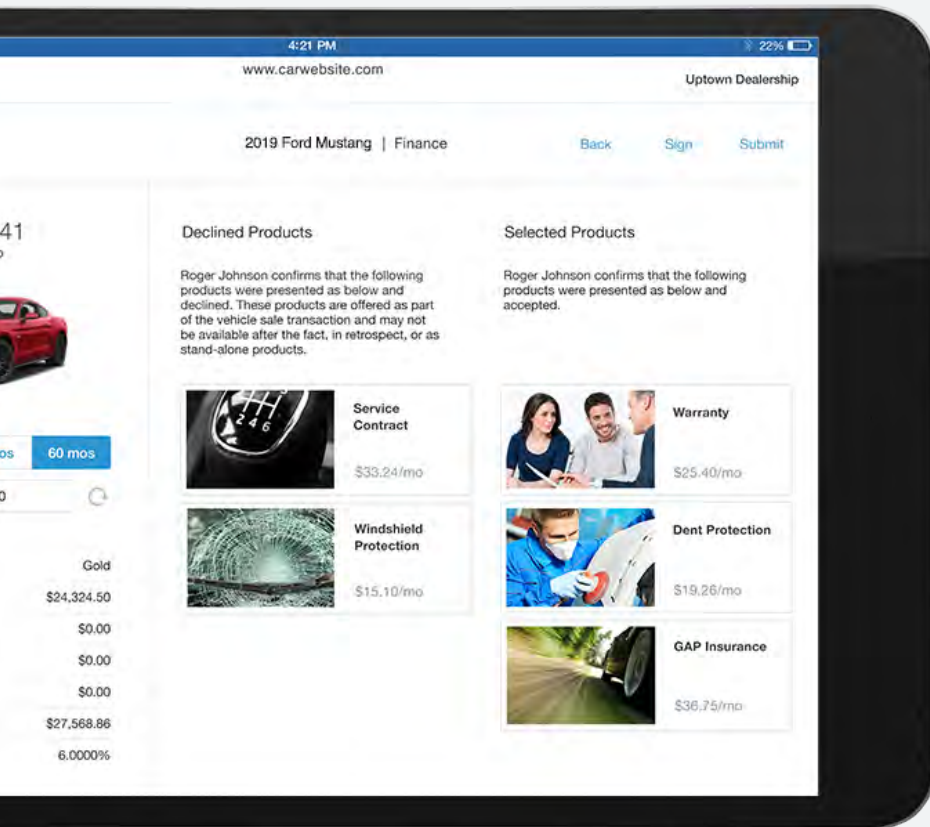 4:21 PM
22%
www.carwebsite.com
Uptown Dealership
2019 Ford Mustang | Finance
Back
Sign
Submit
41
Declined Products
Roger Johnson confirms that the following
products were presented as below and
declined. These products are offered as part
of the vehicle sale transaction and may not
be available after the fact, in retrospect, or as
stand-alone products.
Service
Contract
$33.24/mo
Windshield
Protection
$15.10/mo
Selected Products
Roger Johnson confirms that the following
products were presented as below and
accepted.
Warranty
$25.40/mo
Dent Protection
$19.26/mo
GAP Insurance
$36.75/mo
60 mos
0
Gold
$24,324.50
$0.00
$0.00
$0.00
$27,568.86
6.0000%
2 4 6